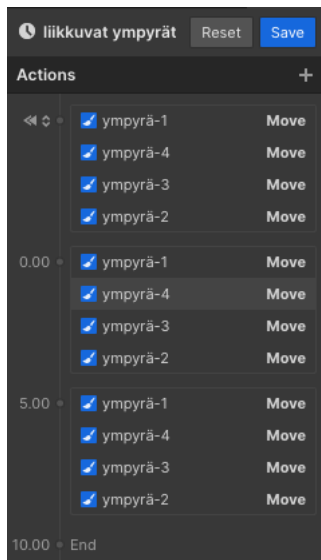 liikkuvat ympyrät Reset Save
Actions
ympyrä-1 Move
ympyrä-4 Move
ympyrä-3 Move
ympyrä-2 Move
0.00 ympyrä-1 Move
ympyrä-4 Move
ympyrä-3 Move
ympyrä-2 Move
5.00 ympyrä-1 Move
ympyrä-4 Move
ympyrä-3 Move
ympyrä-2 Move
10.00 End